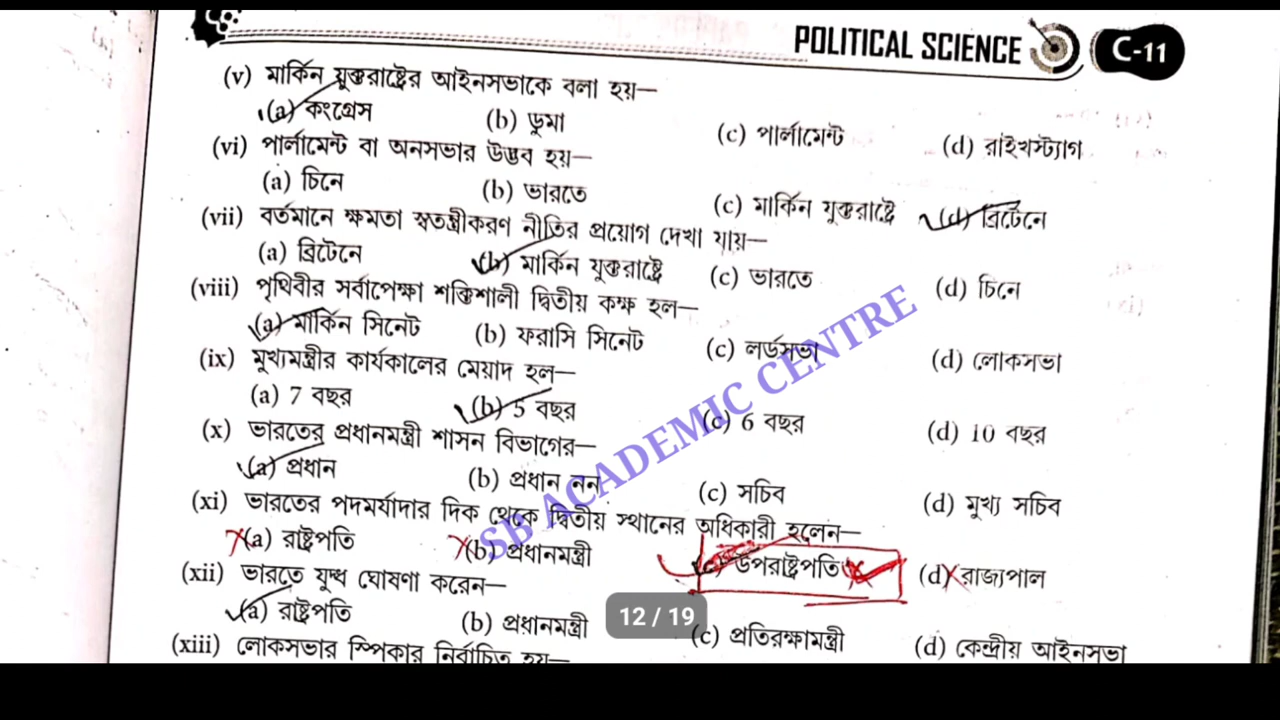 POLITICAL SCIENCE C-11
(v) মার্কিন যুক্তরাষ্ট্রের আইনসভাকে বলা হয়—
(a) কংগ্রেস (b) ডুমা (c) পার্লামেন্ট (d) রাইখস্ট্যাগ
(vi) পার্লামেন্ট বা অনসভার উদ্ভব হয়—
(a) চিনে (b) ভারতে (c) মার্কিন যুক্তরাষ্ট্রে (d) ব্রিটেনে
(vii) বর্তমানে ক্ষমতা স্বতন্ত্রীকরণ নীতির প্রয়োগ দেখা যায়—
(a) ব্রিটেনে (b) মার্কিন যুক্তরাষ্ট্রে (c) ভারতে (d) চিনে
(viii) পৃথিবীর সর্বাপেক্ষা শক্তিশালী দ্বিতীয় কক্ষ হল—
(a) মার্কিন সিনেট (b) ফরাসি সিনেট (c) লর্ডসভা (d) লোকসভা
(ix) মুখ্যমন্ত্রীর কার্যকালের মেয়াদ হল—
(a) 7 বছর (b) 5 বছর (c) 6 বছর (d) 10 বছর
(x) ভারতের প্রধানমন্ত্রী শাসন বিভাগের—
(a) প্রধান (b) প্রধান নন (c) সচিব (d) মুখ্য সচিব
(xi) ভারতের পদমর্যাদার দিক থেকে দ্বিতীয় স্থানের অধিকারী হলেন—
(a) রাষ্ট্রপতি (b) প্রধানমন্ত্রী (c) উপরাষ্ট্রপতি (d) রাজ্যপাল
(xii) ভারতে যুদ্ধ ঘোষণা করেন—
(a) রাষ্ট্রপতি (b) প্রধানমন্ত্রী (c) প্রতিরক্ষামন্ত্রী (d) কেন্দ্রীয় আইনসভা
(xiii) লোকসভার স্পিকার নির্বাচিত হয়—
SB ACADEMIC CENTRE
12 / 19